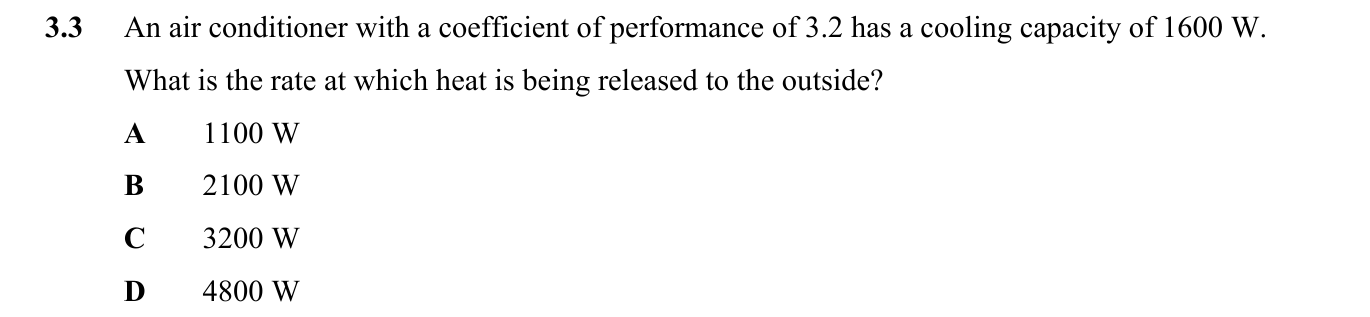 3.3 An air conditioner with a coefficient of performance of 3.2 has a cooling capacity of 1600 W.
What is the rate at which heat is being released to the outside?
A 1100 W
B 2100 W
C 3200 W
D 4800 W